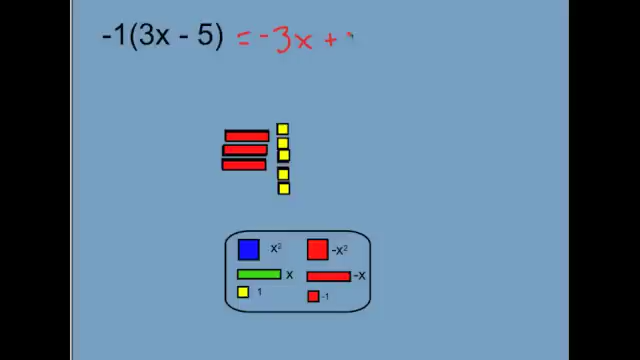 -1(3x - 5) = -3x +
x² -x²
x -x
1 -1